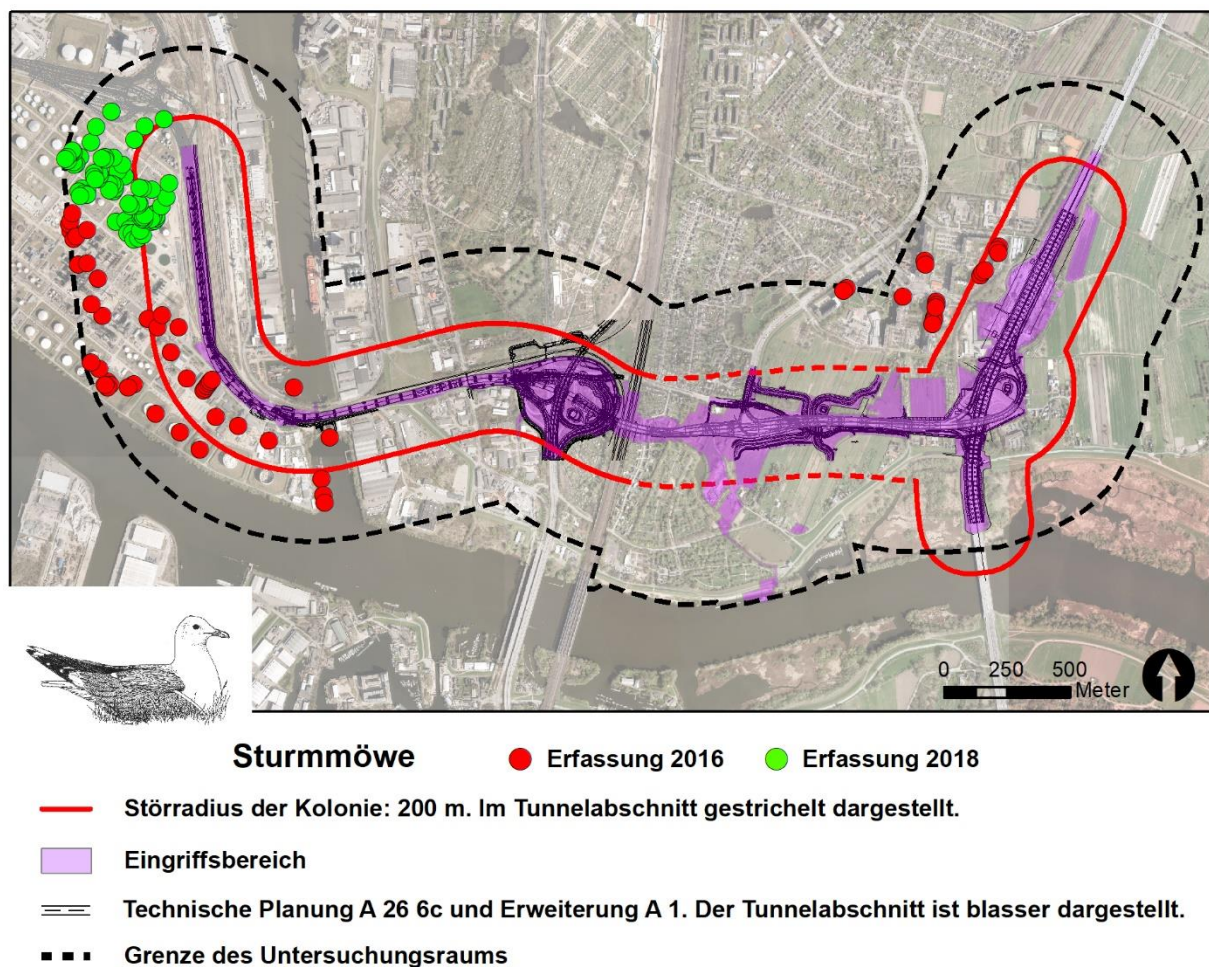 0 250 500
Meter
Sturmmöwe Erfassung 2016 Erfassung 2018
Störradius der Kolonie: 200 m. Im Tunnelabschnitt gestrichelt dargestellt.
Eingriffsbereich
Technische Planung A 26 6c und Erweiterung A 1. Der Tunnelabschnitt ist blasser dargestellt.
Grenze des Untersuchungsraums